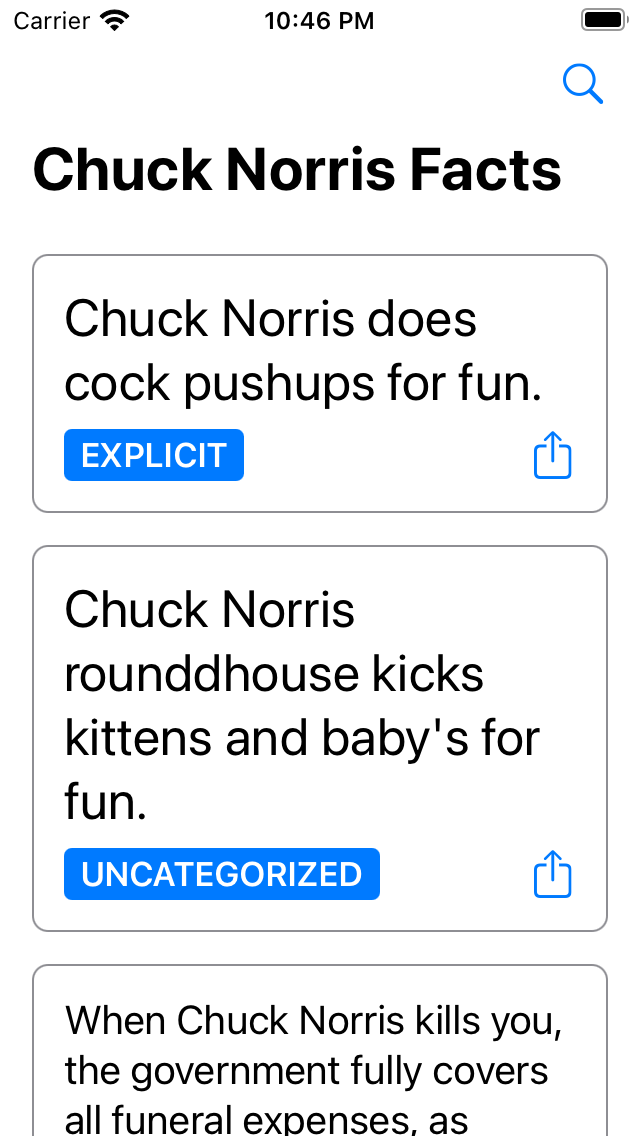 Carrier 10:46 PM
Chuck Norris Facts
Chuck Norris does
cock pushups for fun.
EXPLICIT
Chuck Norris
rounddhouse kicks
kittens and baby's for
fun.
UNCATEGORIZED
When Chuck Norris kills you,
the government fully covers
all funeral expenses, as